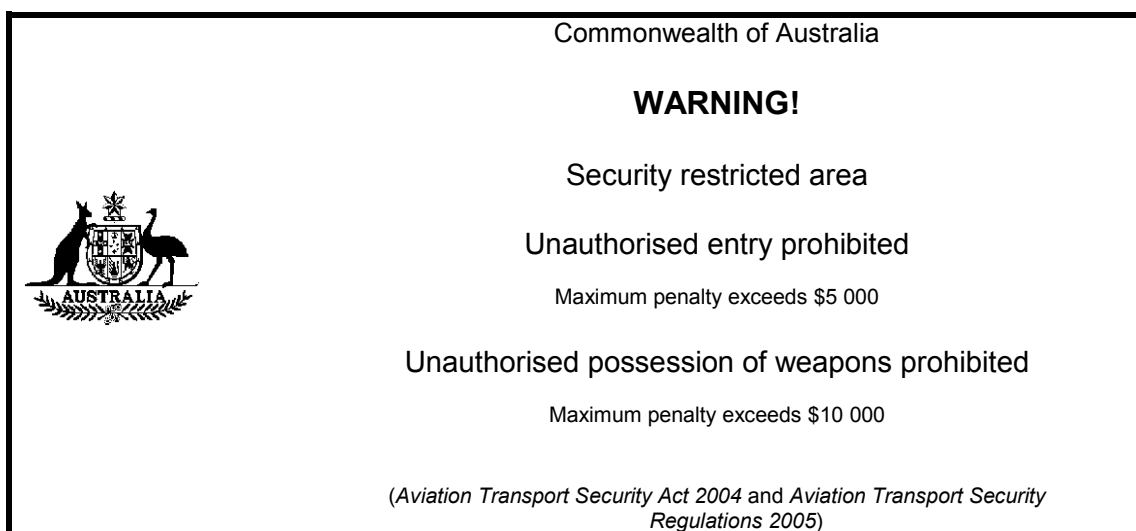 Commonwealth of Australia
WARNING!
Security restricted area
Unauthorised entry prohibited
AUSTRALIA
Maximum penalty exceeds $5 000
Unauthorised possession of weapons prohibited
Maximum penalty exceeds $10 000
(Aviation Transport Security Act 2004 and Aviation Transport Security
Regulations 2005)